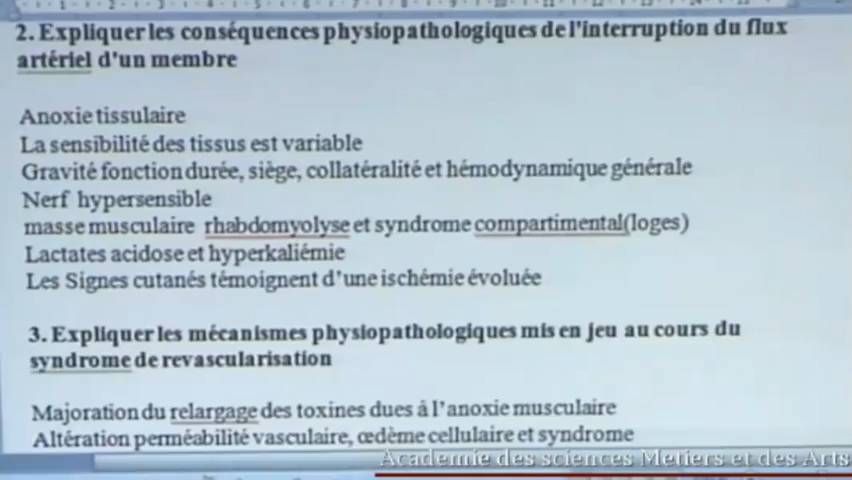 2. Expliquer les conséquences physiopathologiques de l'interruption du flux
artériel d'un membre
Anoxie tissulaire
La sensibilité des tissus est variable
Gravité fonction durée, siège, collatéralité et hémodynamique générale
Nerf hypersensible
masse musculaire rhabdomyolyse et syndrome compartimental(loges)
Lactates acidose et hyperkaliémie
Les Signes cutanés témoignent d'une ischémie évoluée
3. Expliquer les mécanismes physiopathologiques mis en jeu au cours du
syndrome de revascularisation
Majoration du relargage des toxines dues à l'anoxie musculaire
Altération perméabilité vasculaire, œdème cellulaire et syndrome
Academie des sciences Metiers et des Arts